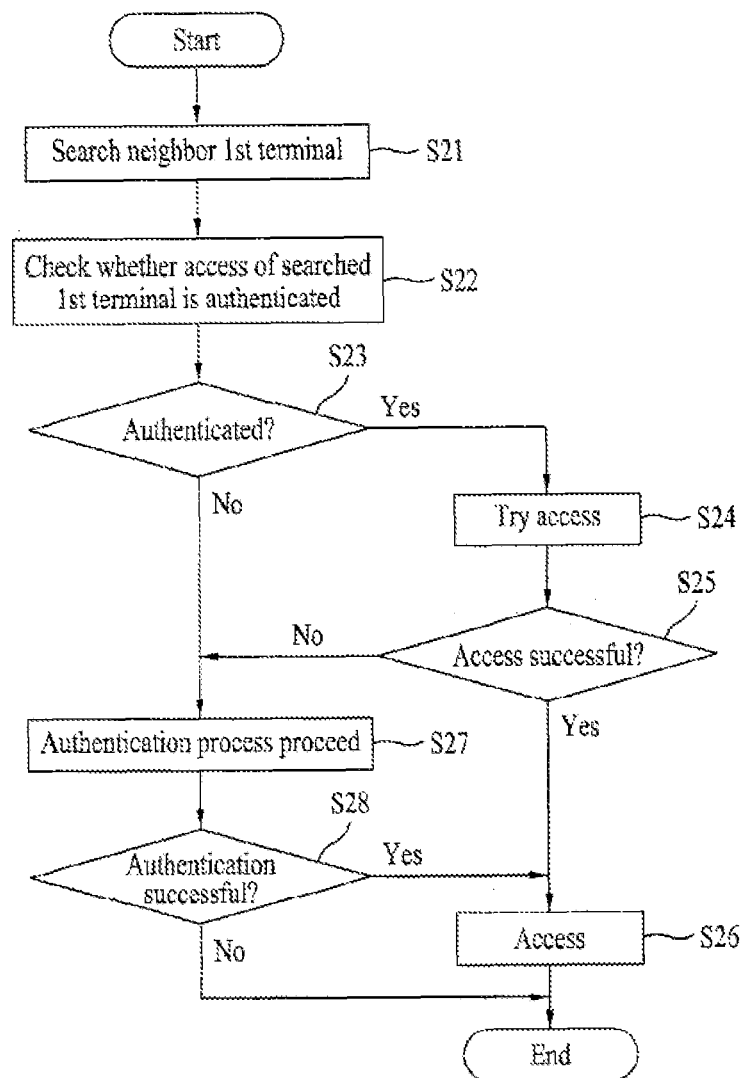 Start
Search neighbor 1st terminal
S21
Check whether access of searched
1st terminal is authenticated
S22
S23
Authenticated?
Yes
No
Try access
S24
S25
Access successful?
No
Yes
Authentication process proceed
S27
S28
Authentication
successful?
Yes
No
Access
S26
End